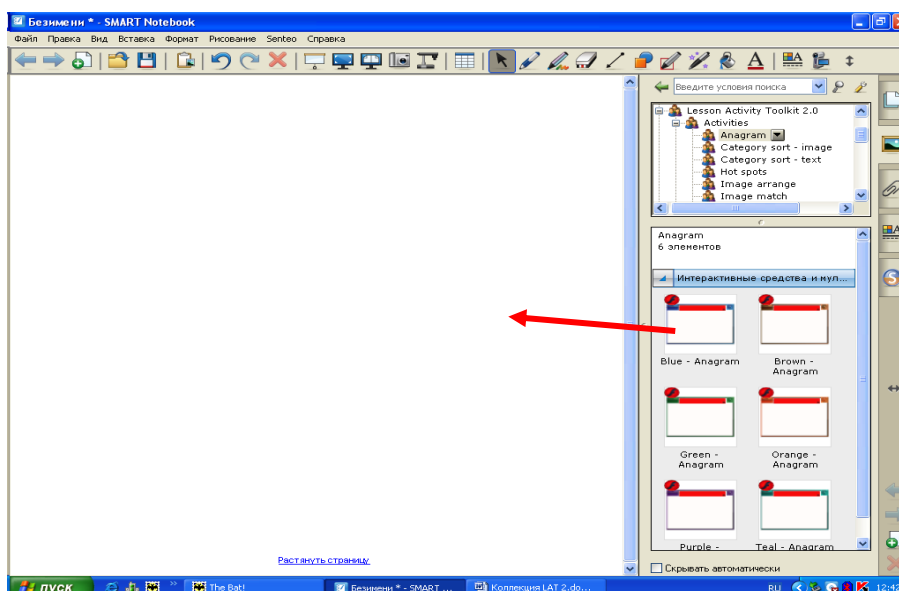 Безимени * - SMART Notebook
Файл Правка Вид Вставка Формат Рисование Senteo Справка
Введите условия поиска
Lesson Activity Toolkit 2.0
Activities
Anagram
Category sort - image
Category sort - text
Hot spots
Image arrange
Image match
Anagram
6 элементов
Интерактивные средства и мул...
Blue - Anagram
Brown - Anagram
Green - Anagram
Orange - Anagram
Purple -
Teal - Anagram
Растянуть страницу
Скрывать автоматически
пуск
The Bat!
Безимени * - SMART ...
Коллекция LAT 2.do...
RU
12:42